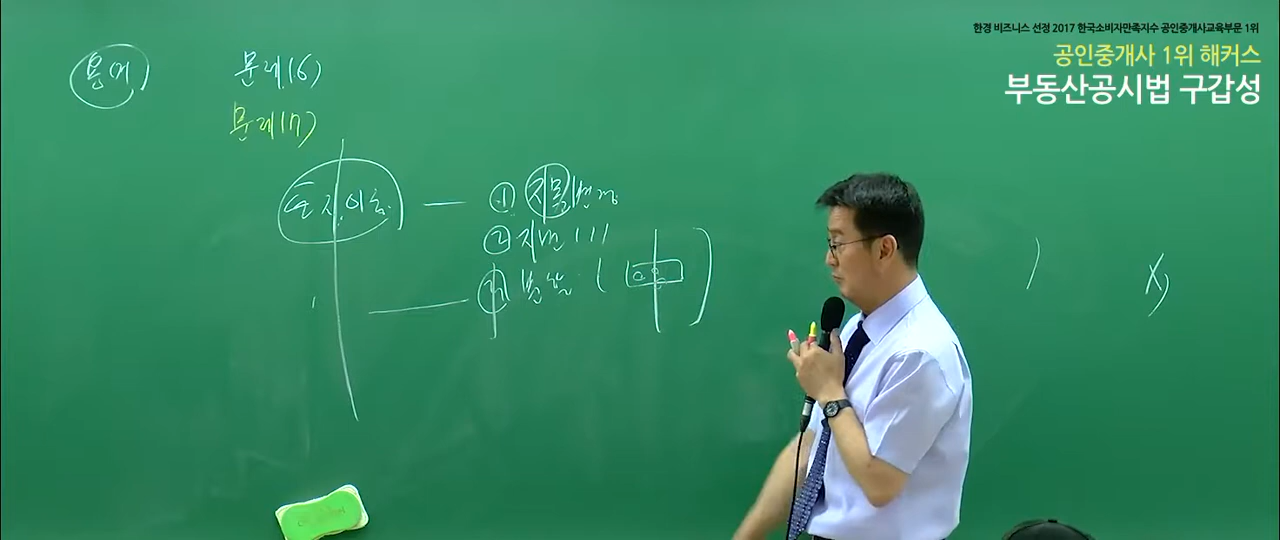 한경 비즈니스 선정 2017 한국소비자만족지수 공인중개사교육부문 1위
공인중개사 1위 해커스
부동산공시법 구갑성
용어
문제(6)
문제(7)
토지이동
① 지목변경
② 지번
③ 분할